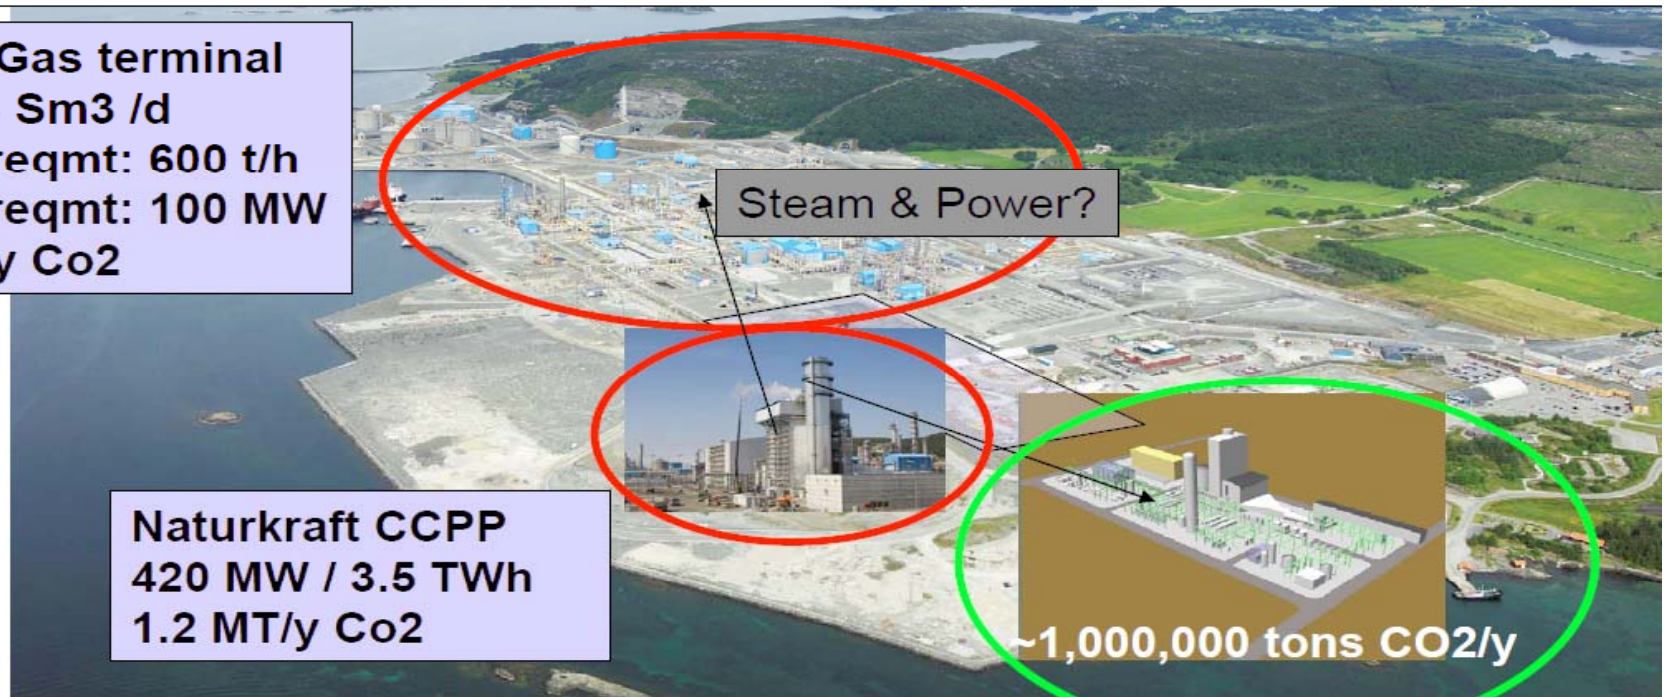 Gas terminal
Sm3 /d
reqmt: 600 t/h
reqmt: 100 MW
y Co2
Steam & Power?
Naturkraft CCPP
420 MW / 3.5 TWh
1.2 MT/y Co2
~1,000,000 tons CO2/y